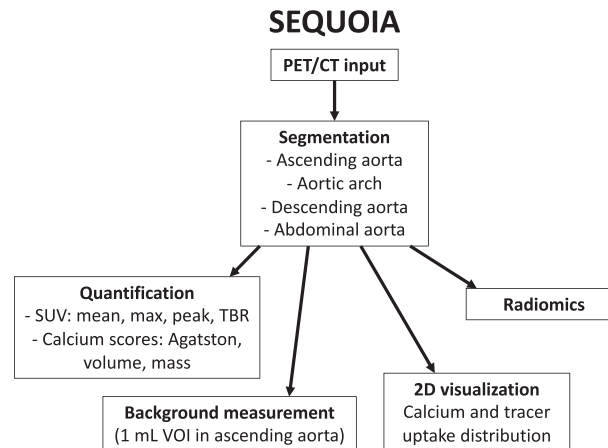 SEQUOIA
PET/CT input
Segmentation
- Ascending aorta
- Aortic arch
- Descending aorta
- Abdominal aorta
Quantification
- SUV: mean, max, peak, TBR
- Calcium scores: Agatston,
volume, mass
Background measurement
(1 mL VOI in ascending aorta)
2D visualization
Calcium and tracer
uptake distribution
Radiomics